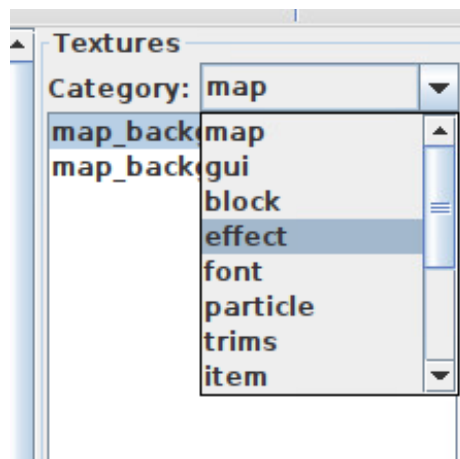 Textures
Category: map
map_back
map_back
map
gui
block
effect
font
particle
trims
item